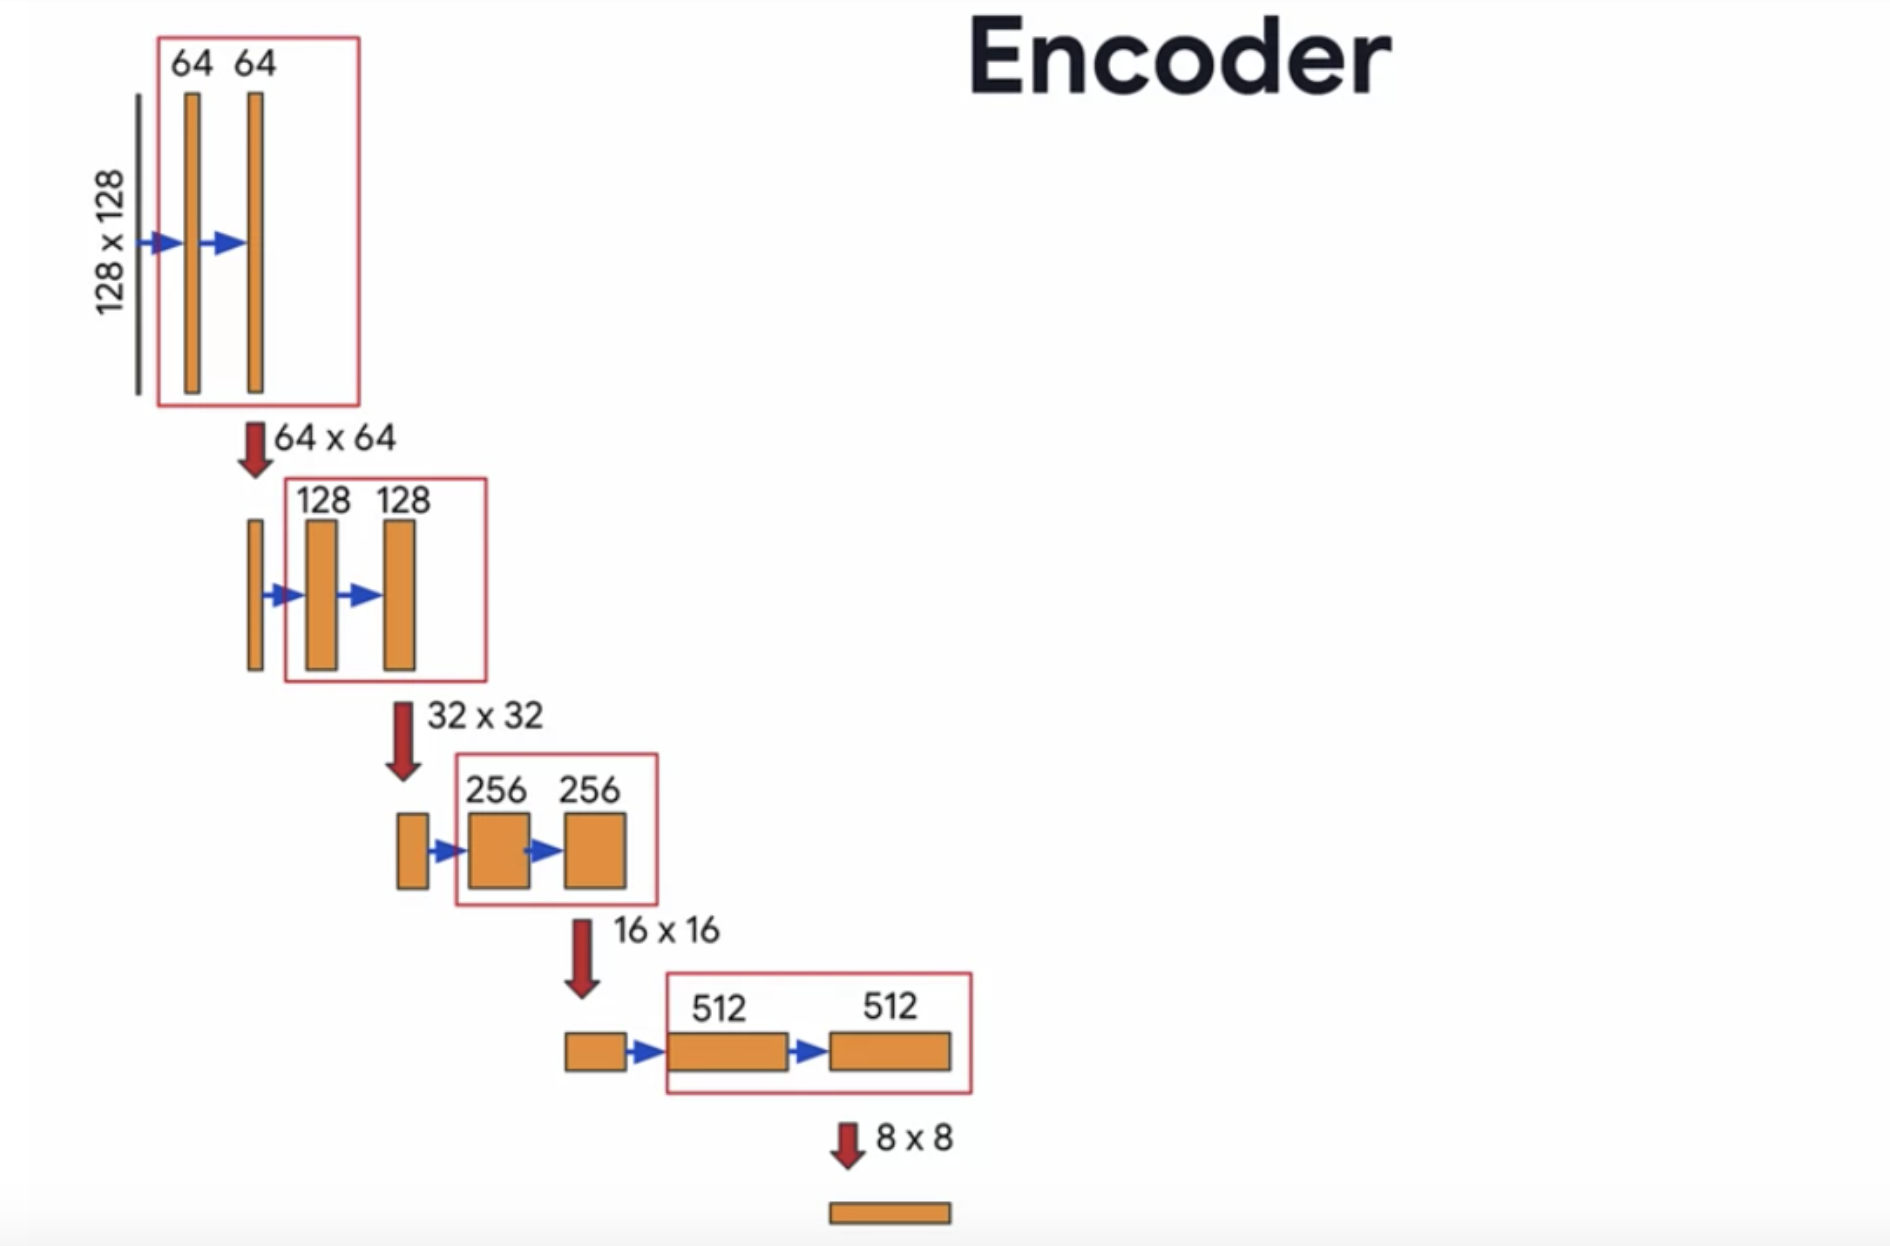 Encoder
64 64
128 x 128
64 x 64
128 128
32 x 32
256 256
16 x 16
512 512
8 x 8